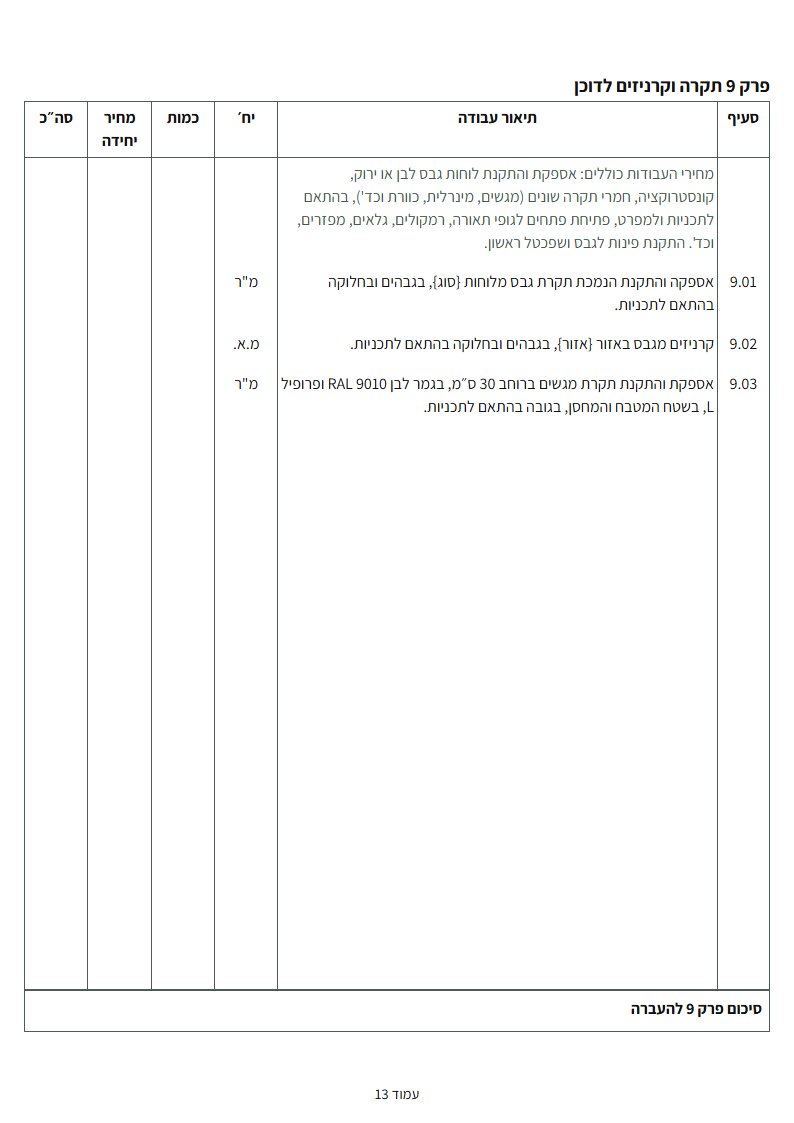 פרק 9 תקרה וקרניזים לדוכן
סעיף תיאור עבודה יח׳ כמות מחיר יחידה סה״כ
מחירי העבודות כוללים: אספקת והתקנת לוחות גבס לבן או ירוק,
קונסטרוקציה, חמרי תקרה שונים (מגשים, מינרלית, כוורת וכד'), בהתאם
לתכניות ולמפרט, פתיחת פתחים לגופי תאורה, רמקולים, גלאים, מפזרים,
וכד'. התקנת פינות לגבס ושפכטל ראשון.
9.01 אספקה והתקנת הנמכת תקרת גבס מלוחות {סוג}, בגבהים ובחלוקה מ"ר
בהתאם לתכניות.
9.02 קרניזים מגבס באזור {אזור}, בגבהים ובחלוקה בהתאם לתכניות. מ.א.
9.03 אספקת והתקנת תקרת מגשים ברוחב 30 ס״מ, בגמר לבן RAL 9010 ופרופיל מ"ר
L, בשטח המטבח והמחסן, בגובה בהתאם לתכניות.
סיכום פרק 9 להעברה
עמוד 13